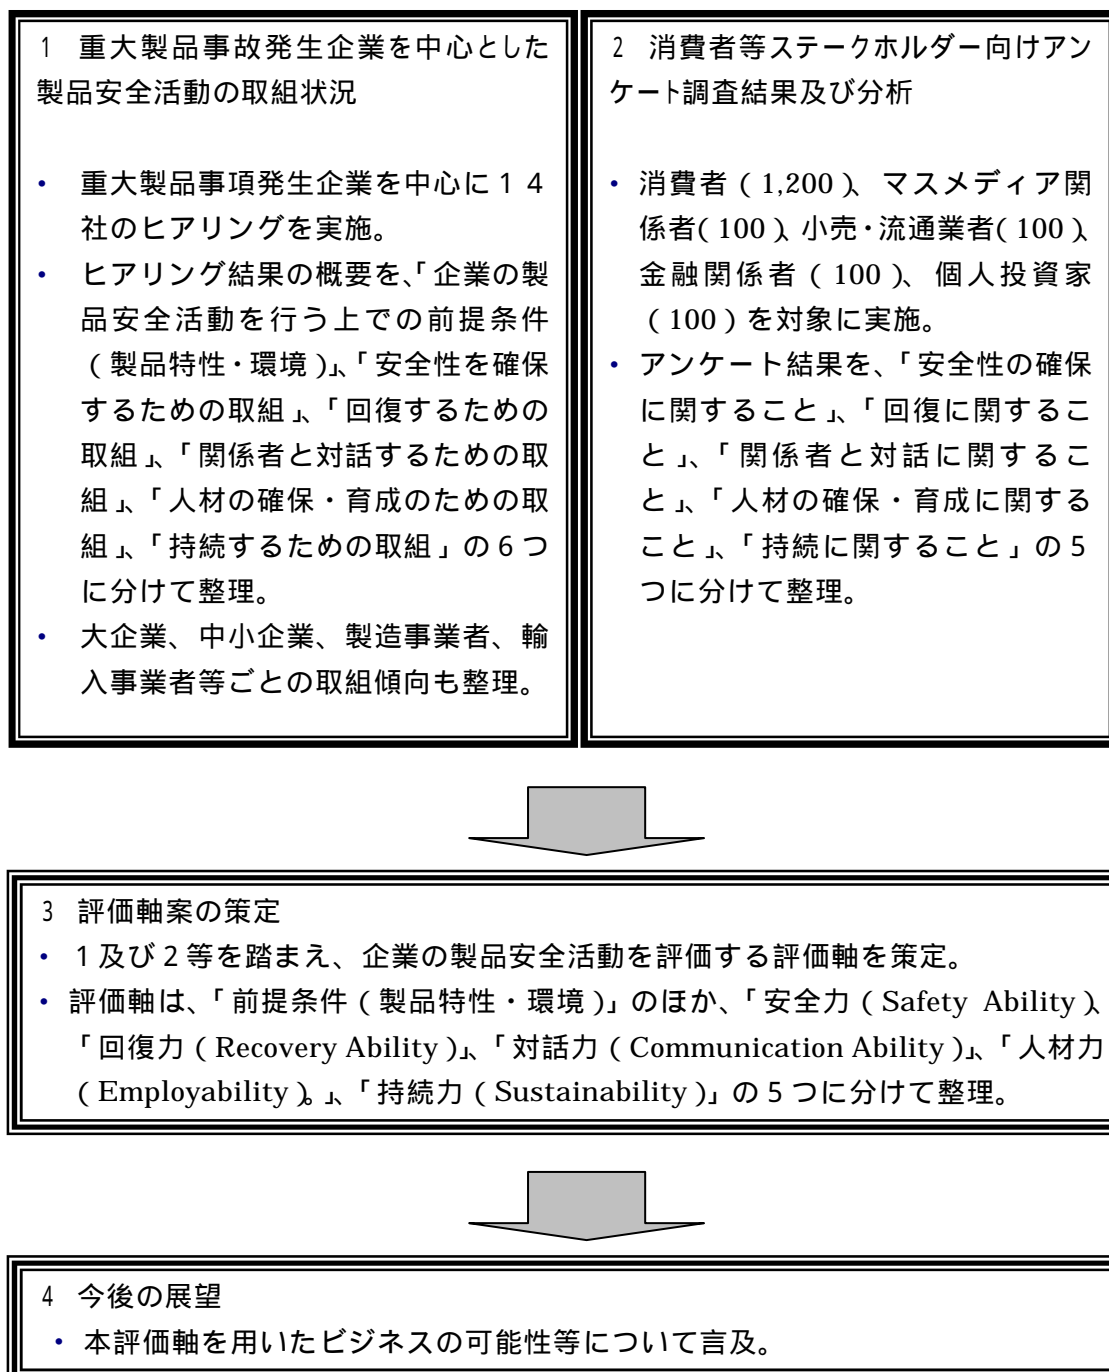 1 重大製品事故発生企業を中心とした
製品安全活動の取組状況
・ 重大製品事項発生企業を中心に１４
社のヒアリングを実施。
・ ヒアリング結果の概要を、「企業の製
品安全活動を行う上での前提条件
（製品特性・環境）」、「安全性を確保
するための取組」、「回復するための
取組」、「関係者と対話するための取
組」、「人材の確保・育成のための取
組」、「持続するための取組」の６つ
に分けて整理。
・ 大企業、中小企業、製造事業者、輸
入事業者等ごとの取組傾向も整理。
2 消費者等ステークホルダー向けアン
ケート調査結果及び分析
・ 消費者（1,200）、マスメディア関
係者（100）、小売・流通業者（100）、
金融関係者（100）、個人投資家
（100）を対象に実施。
・ アンケート結果を、「安全性の確保
に関すること」、「回復に関するこ
と」、「関係者と対話に関するこ
と」、「人材の確保・育成に関する
こと」、「持続に関すること」の５
つに分けて整理。
3 評価軸案の策定
・ １及び２等を踏まえ、企業の製品安全活動を評価する評価軸を策定。
・ 評価軸は、「前提条件（製品特性・環境）」のほか、「安全力（Safety Ability）、
「回復力（Recovery Ability）」、「対話力（Communication Ability）」、「人材力
（Employability）。」、「持続力（Sustainability）」の５つに分けて整理。
4 今後の展望
・ 本評価軸を用いたビジネスの可能性等について言及。